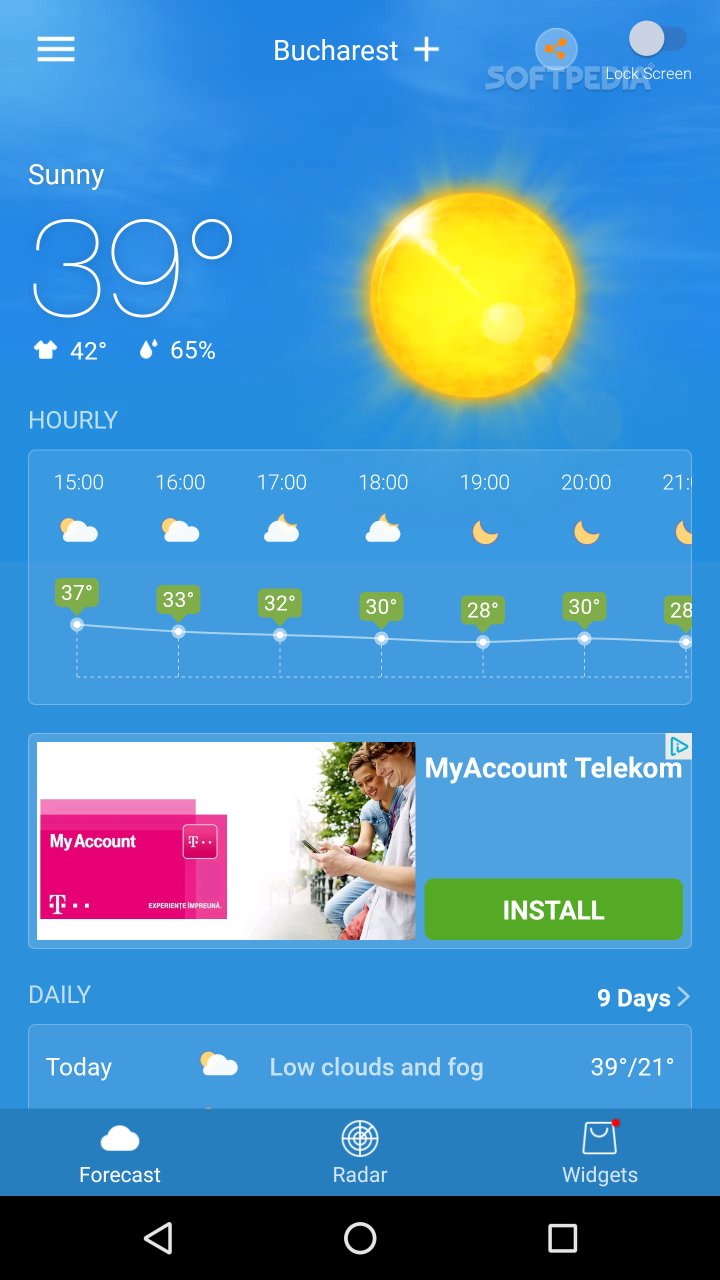 Bucharest +
SOFTPEDIA
Lock Screen
Sunny
39°
42° 65%
HOURLY
15:00 16:00 17:00 18:00 19:00 20:00 21:
37° 33° 32° 30° 28° 30° 28
MyAccount Telekom
My Account
T··
T··
EXPERIENȚE ÎMPREUNĂ.
INSTALL
DAILY 9 Days
Today Low clouds and fog 39°/21°
Forecast Radar Widgets